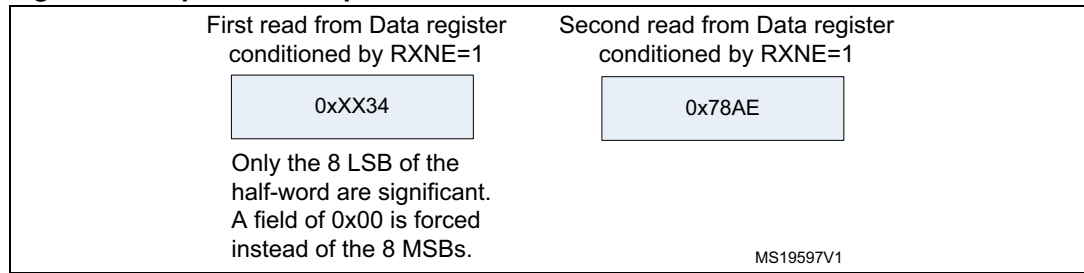 First read from Data register
conditioned by RXNE=1
0xXX34
Only the 8 LSB of the
half-word are significant.
A field of 0x00 is forced
instead of the 8 MSBs.
Second read from Data register
conditioned by RXNE=1
0x78AE
MS19597V1